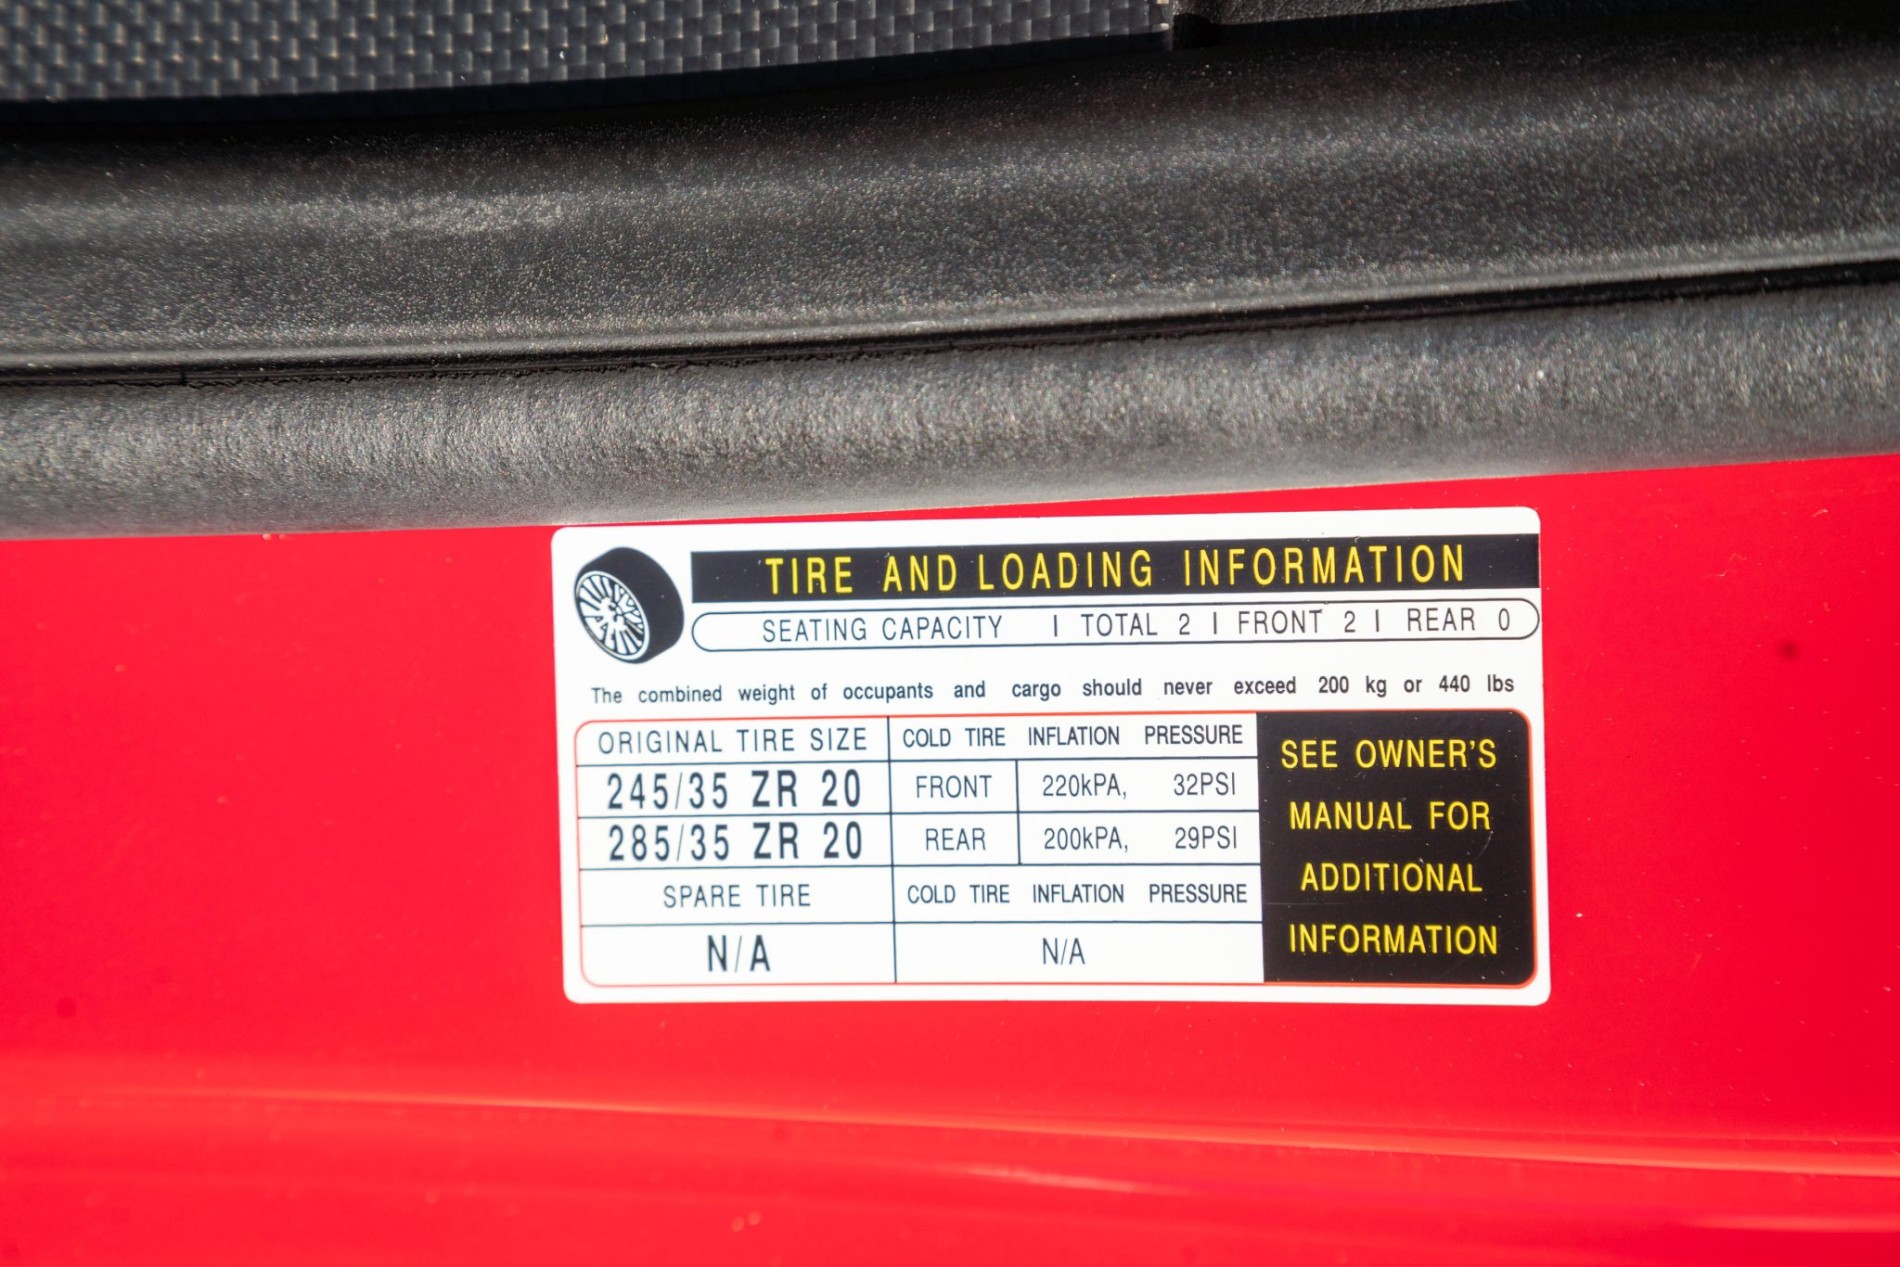 TIRE AND LOADING INFORMATION
SEATING CAPACITY | TOTAL 2 | FRONT 2 | REAR 0
The combined weight of occupants and cargo should never exceed 200 kg or 440 lbs
ORIGINAL TIRE SIZE COLD TIRE INFLATION PRESSURE
245/35 ZR 20 FRONT 220kPA, 32PSI
285/35 ZR 20 REAR 200kPA, 29PSI
SPARE TIRE COLD TIRE INFLATION PRESSURE
N/A N/A
SEE OWNER'S
MANUAL FOR
ADDITIONAL
INFORMATION